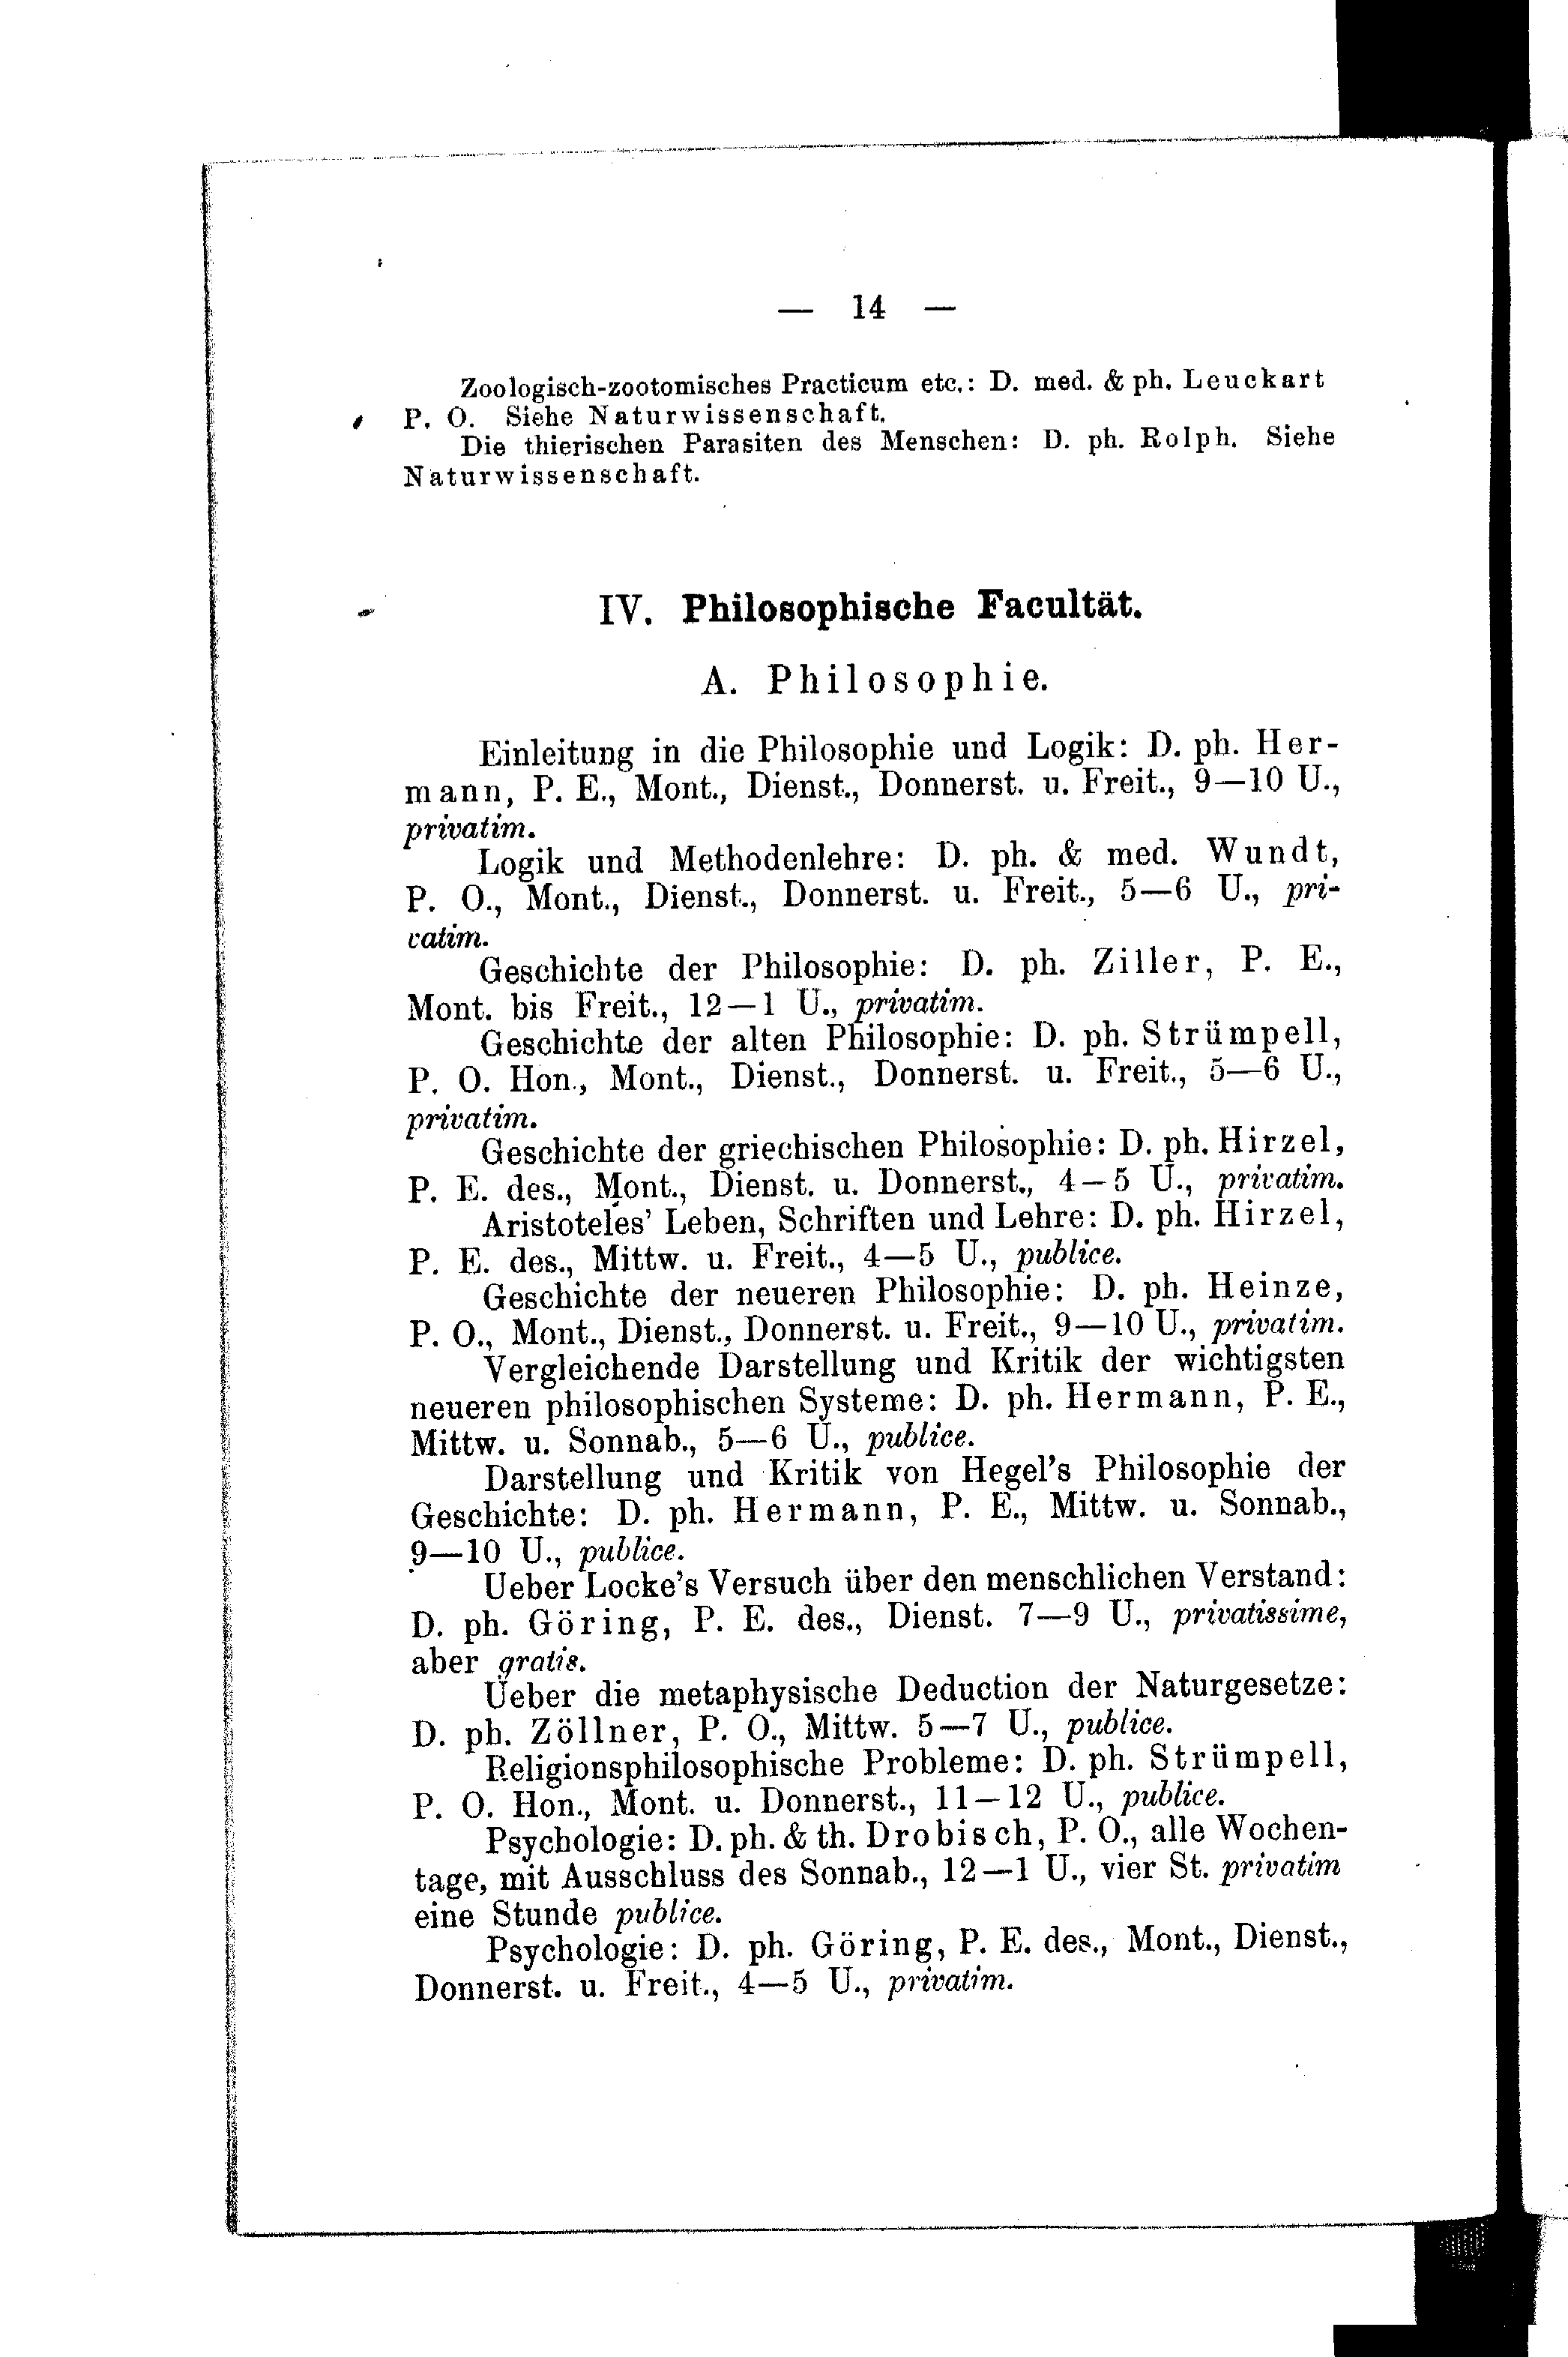 — 14 —
Zoologisch-zootomisches Practicum etc.: D. med. & ph. Leuckart
P. O. Siehe Naturwissenschaft.
Die thierischen Parasiten des Menschen: D. ph. Rolph. Siehe
Naturwissenschaft.
IV. Philosophische Facultät.
A. Philosophie.
Einleitung in die Philosophie und Logik: D. ph. Her-
mann, P. E., Mont., Dienst., Donnerst. u. Freit., 9—10 U.,
privatim.
Logik und Methodenlehre: D. ph. & med. Wundt,
P. O., Mont., Dienst., Donnerst. u. Freit., 5—6 U., pri-
vatim.
Geschichte der Philosophie: D. ph. Ziller, P. E.,
Mont. bis Freit., 12—1 U., privatim.
Geschichte der alten Philosophie: D. ph. Strümpell,
P. O. Hon., Mont., Dienst., Donnerst. u. Freit., 5—6 U.,
privatim.
Geschichte der griechischen Philosophie: D. ph. Hirzel,
P. E. des., Mont., Dienst. u. Donnerst., 4—5 U., privatim.
Aristoteles' Leben, Schriften und Lehre: D. ph. Hirzel,
P. E. des., Mittw. u. Freit., 4—5 U., publice.
Geschichte der neueren Philosophie: D. ph. Heinze,
P. O., Mont., Dienst., Donnerst. u. Freit., 9—10 U., privatim.
Vergleichende Darstellung und Kritik der wichtigsten
neueren philosophischen Systeme: D. ph. Hermann, P. E.,
Mittw. u. Sonnab., 5—6 U., publice.
Darstellung und Kritik von Hegel's Philosophie der
Geschichte: D. ph. Hermann, P. E., Mittw. u. Sonnab.,
9—10 U., publice.
Ueber Locke's Versuch über den menschlichen Verstand:
D. ph. Göring, P. E. des., Dienst. 7—9 U., privatissime,
aber gratis.
Ueber die metaphysische Deduction der Naturgesetze:
D. ph. Zöllner, P. O., Mittw. 5—7 U., publice.
Religionsphilosophische Probleme: D. ph. Strümpell,
P. O. Hon., Mont. u. Donnerst., 11—12 U., publice.
Psychologie: D. ph. & th. Drobisch, P. O., alle Wochen-
tage, mit Ausschluss des Sonnab., 12—1 U., vier St. privatim
eine Stunde publice.
Psychologie: D. ph. Göring, P. E. des., Mont., Dienst.,
Donnerst. u. Freit., 4—5 U., privatim.